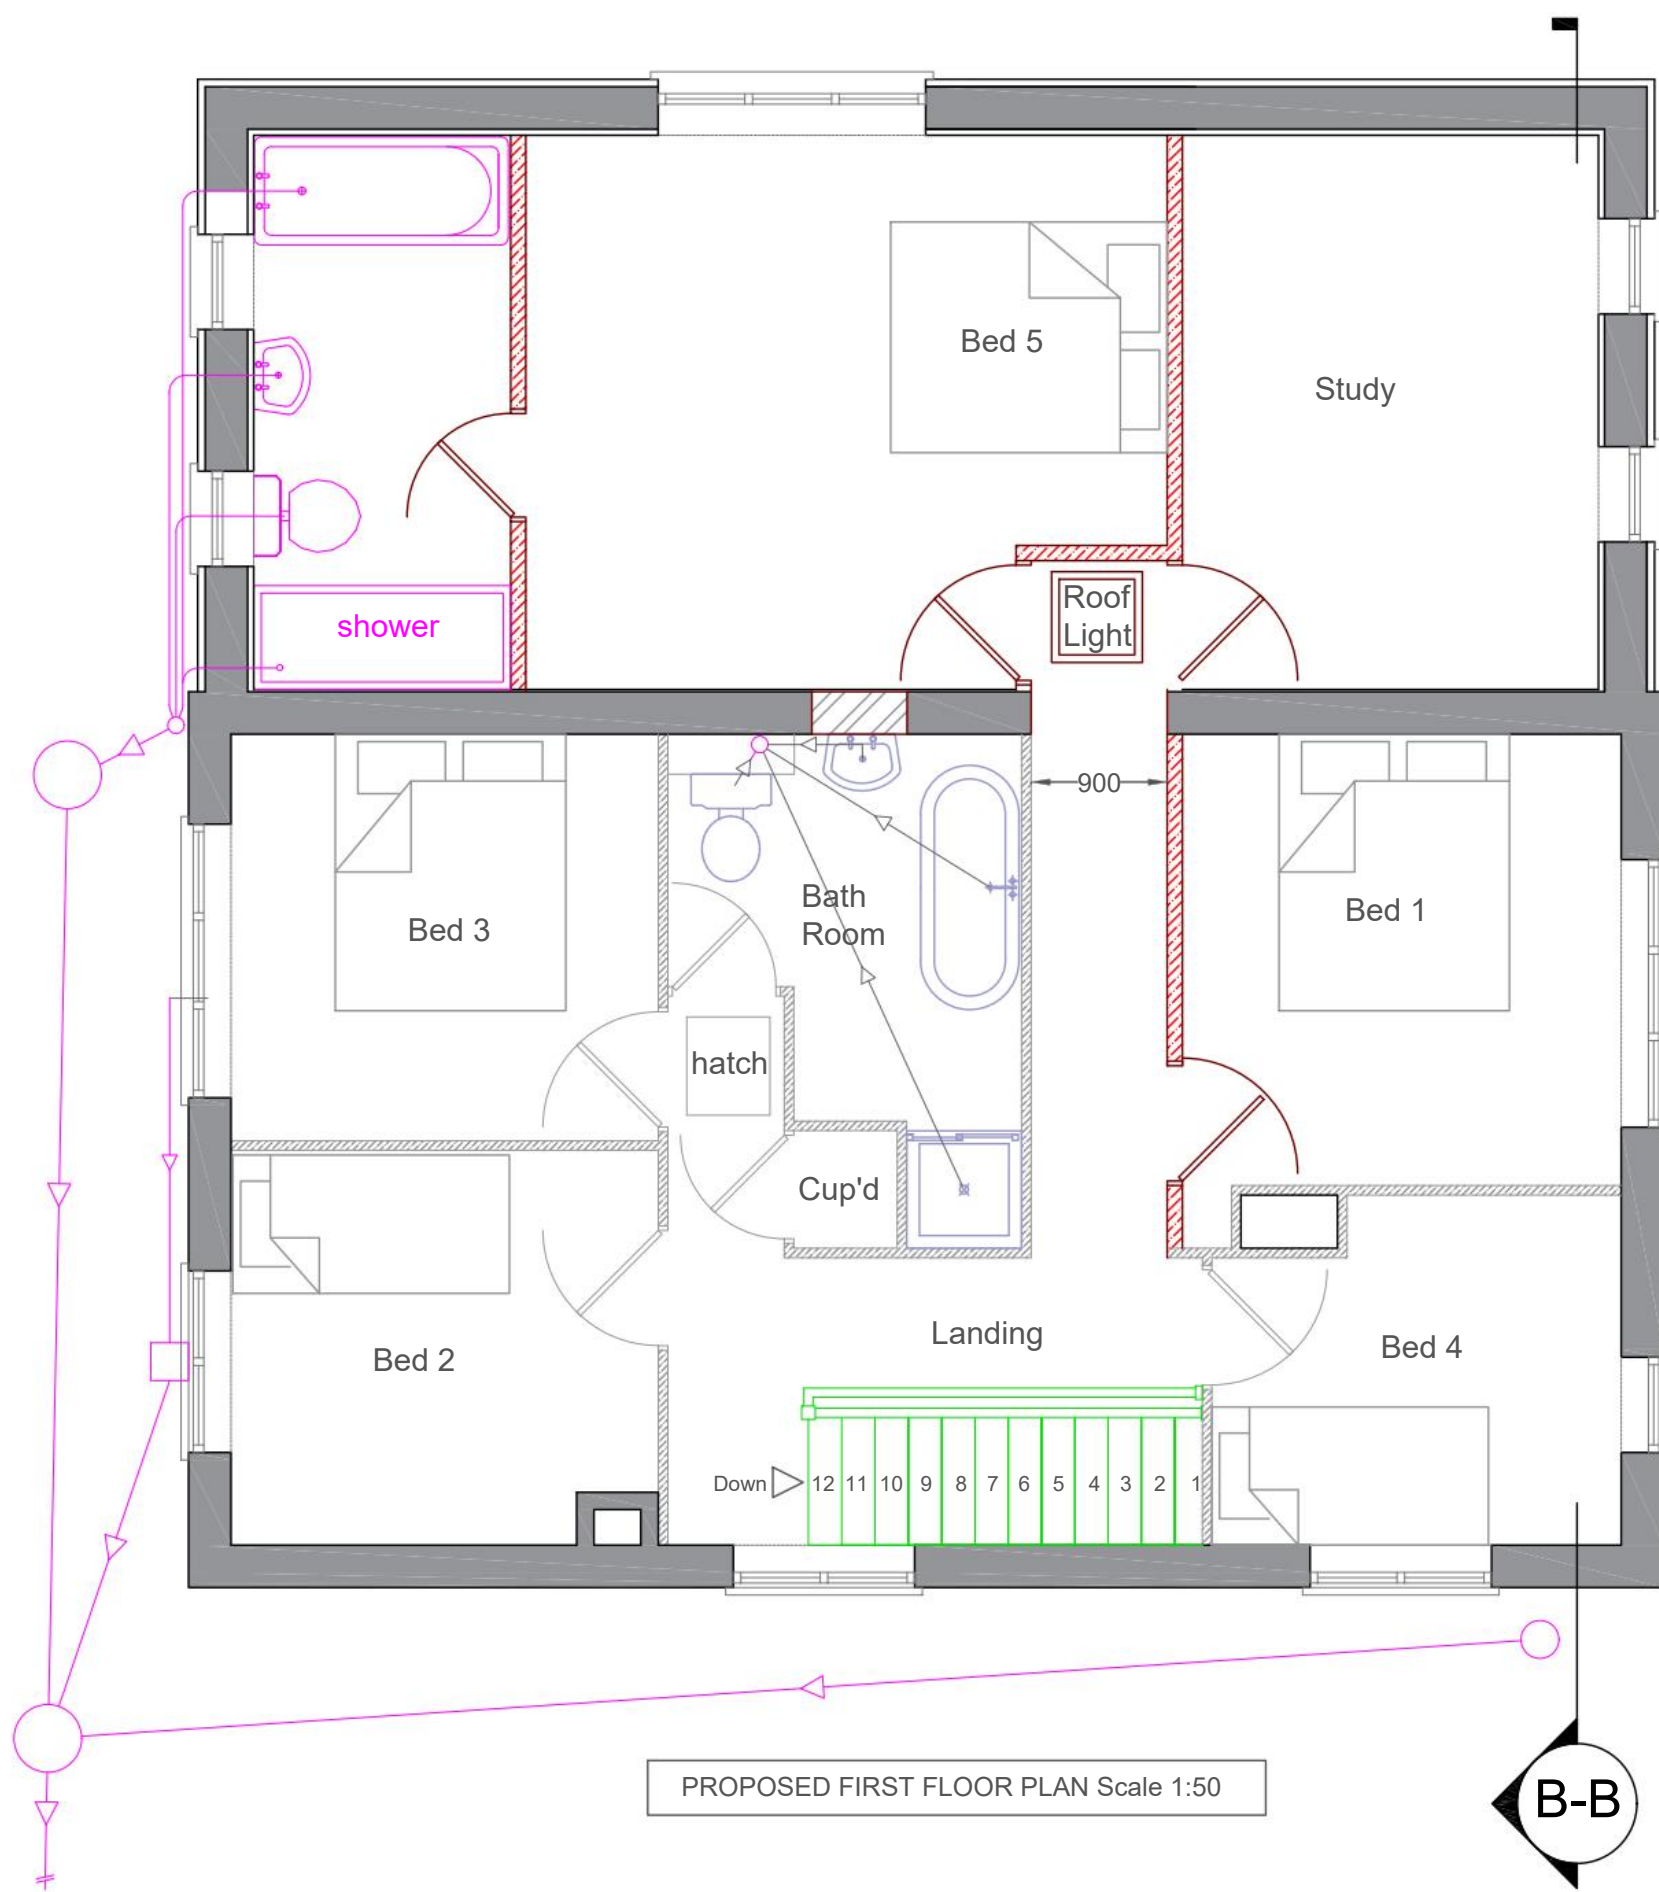 Bed 5
Study
Roof
Light
shower
900
Bath
Room
Bed 3
Bed 1
hatch
Cup'd
Landing
Bed 2
Bed 4
Down
12 11 10 9 8 7 6 5 4 3 2 1
PROPOSED FIRST FLOOR PLAN Scale 1:50
B-B